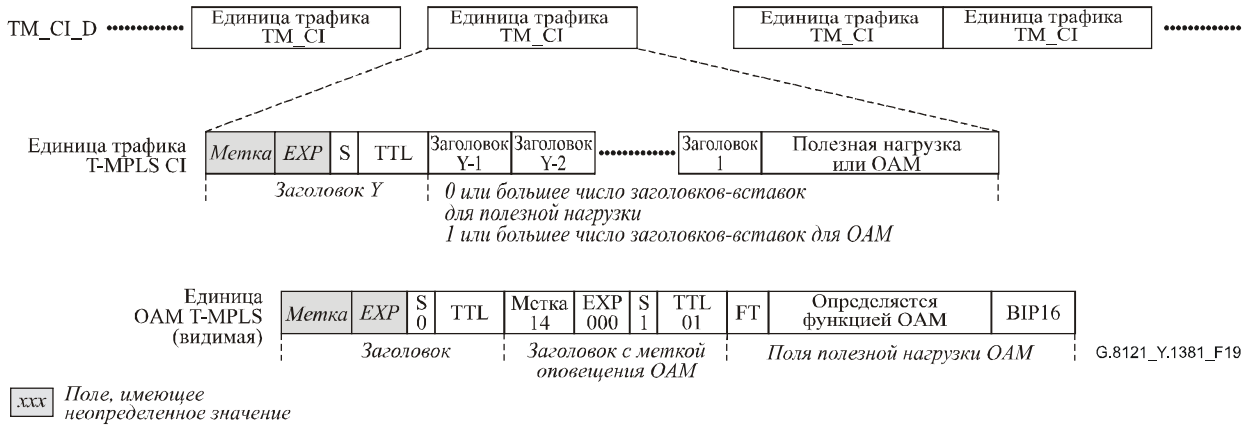 TM_CI_D
Единица трафика
TM_CI
Единица трафика
TM_CI
Единица трафика
TM_CI
Единица трафика
TM_CI
Единица трафика
T-MPLS CI
Метка
EXP
S
TTL
Заголовок
Y-1
Заголовок
Y-2
Заголовок
1
Полезная нагрузка
или OAM
Заголовок Y
0 или большее число заголовков-вставок
для полезной нагрузки
1 или большее число заголовков-вставок для OAM
Единица
OAM T-MPLS
(видимая)
Метка
EXP
S
0
TTL
Метка
14
EXP
000
S
1
TTL
01
FT
Определяется
функцией OAM
BIP16
Заголовок
Заголовок с меткой
оповещения OAM
Поля полезной нагрузки OAM
G.8121_Y.1381_F19
xxx
Поле, имеющее
неопределенное значение